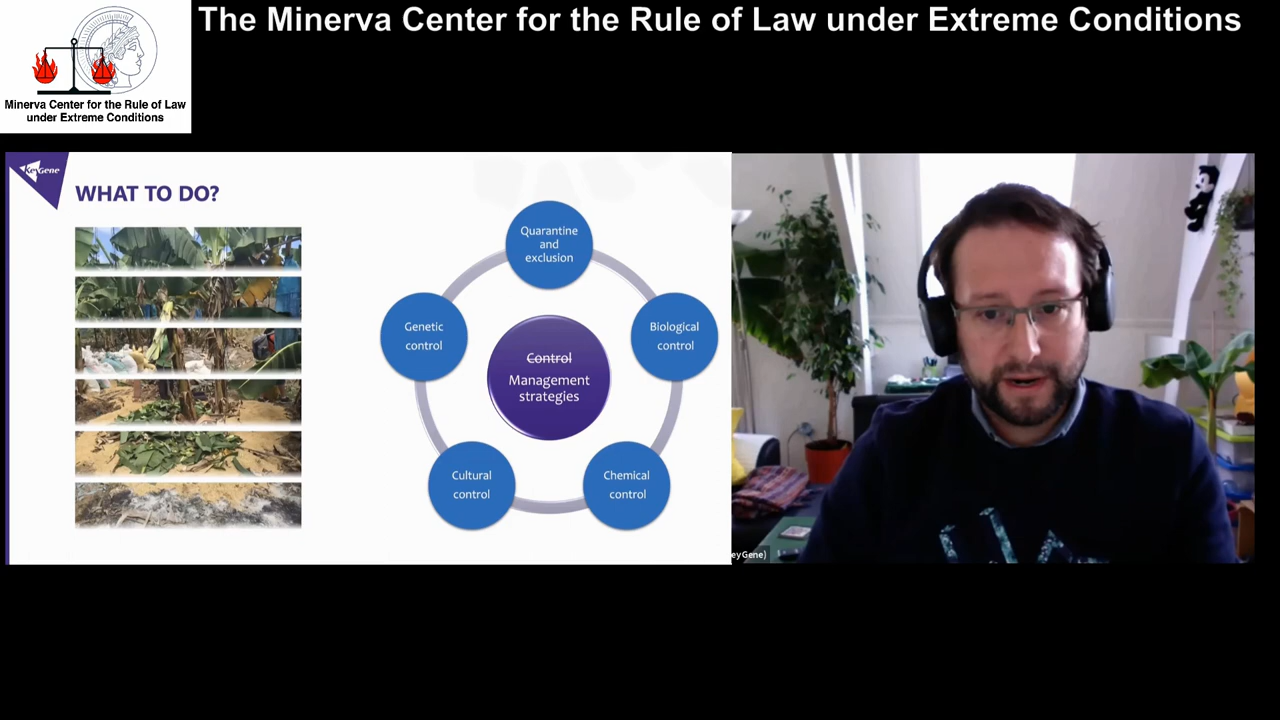 The Minerva Center for the Rule of Law under Extreme Conditions
Minerva Center for the Rule of Law
under Extreme Conditions
KeyGene
WHAT TO DO?
Quarantine
and
exclusion
Genetic
control
Biological
control
Control
Management
strategies
Cultural
control
Chemical
control
eyGene)